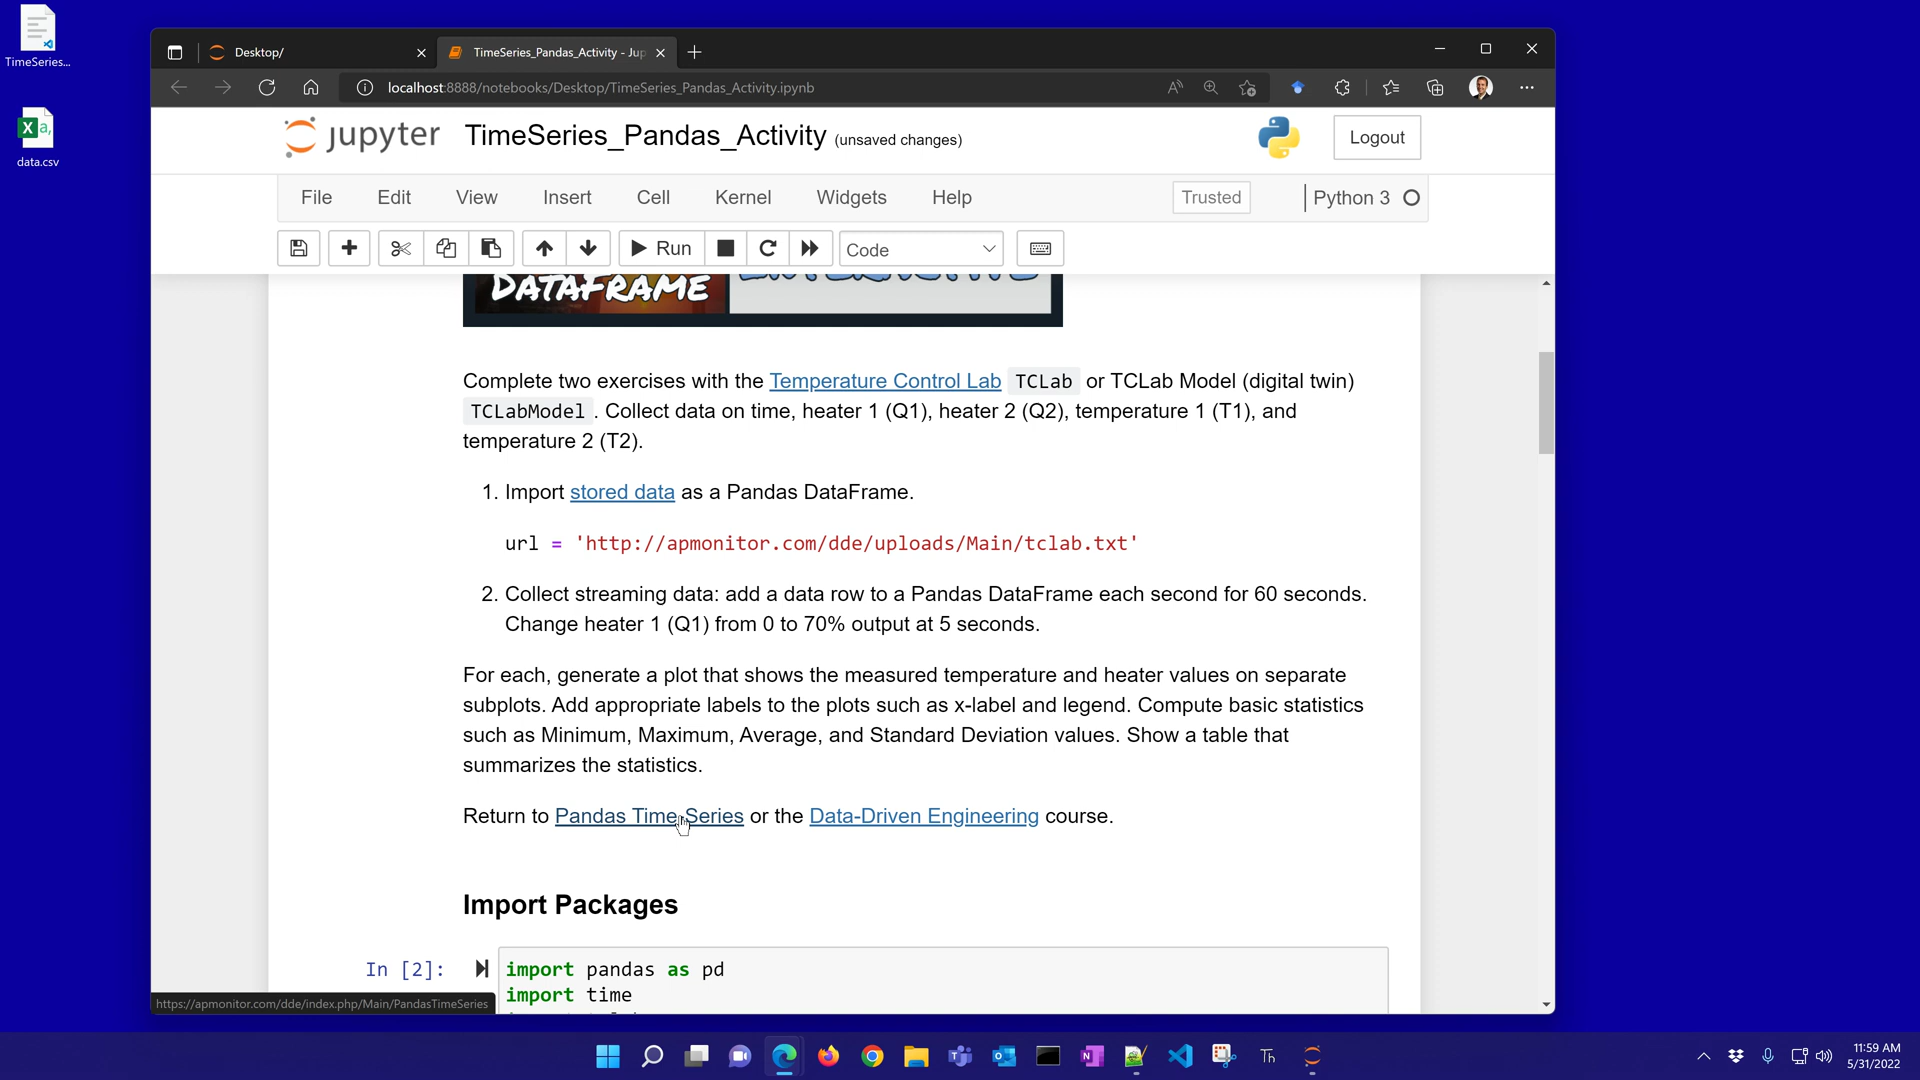 TimeSeries...
data.csv
Desktop/
TimeSeries_Pandas_Activity - Jup
localhost:8888/notebooks/Desktop/TimeSeries_Pandas_Activity.ipynb
jupyter TimeSeries_Pandas_Activity (unsaved changes)
Logout
File Edit View Insert Cell Kernel Widgets Help Trusted Python 3
Run Code
DATAFRAME
Complete two exercises with the Temperature Control Lab TCLab or TCLab Model (digital twin)
TCLabModel . Collect data on time, heater 1 (Q1), heater 2 (Q2), temperature 1 (T1), and
temperature 2 (T2).
1. Import stored data as a Pandas DataFrame.
url = 'http://apmonitor.com/dde/uploads/Main/tclab.txt'
2. Collect streaming data: add a data row to a Pandas DataFrame each second for 60 seconds.
Change heater 1 (Q1) from 0 to 70% output at 5 seconds.
For each, generate a plot that shows the measured temperature and heater values on separate
subplots. Add appropriate labels to the plots such as x-label and legend. Compute basic statistics
such as Minimum, Maximum, Average, and Standard Deviation values. Show a table that
summarizes the statistics.
Return to Pandas Time Series or the Data-Driven Engineering course.
Import Packages
In [2]: import pandas as pd
import time
https://apmonitor.com/dde/index.php/Main/PandasTimeSeries
Th
11:59 AM
5/31/2022